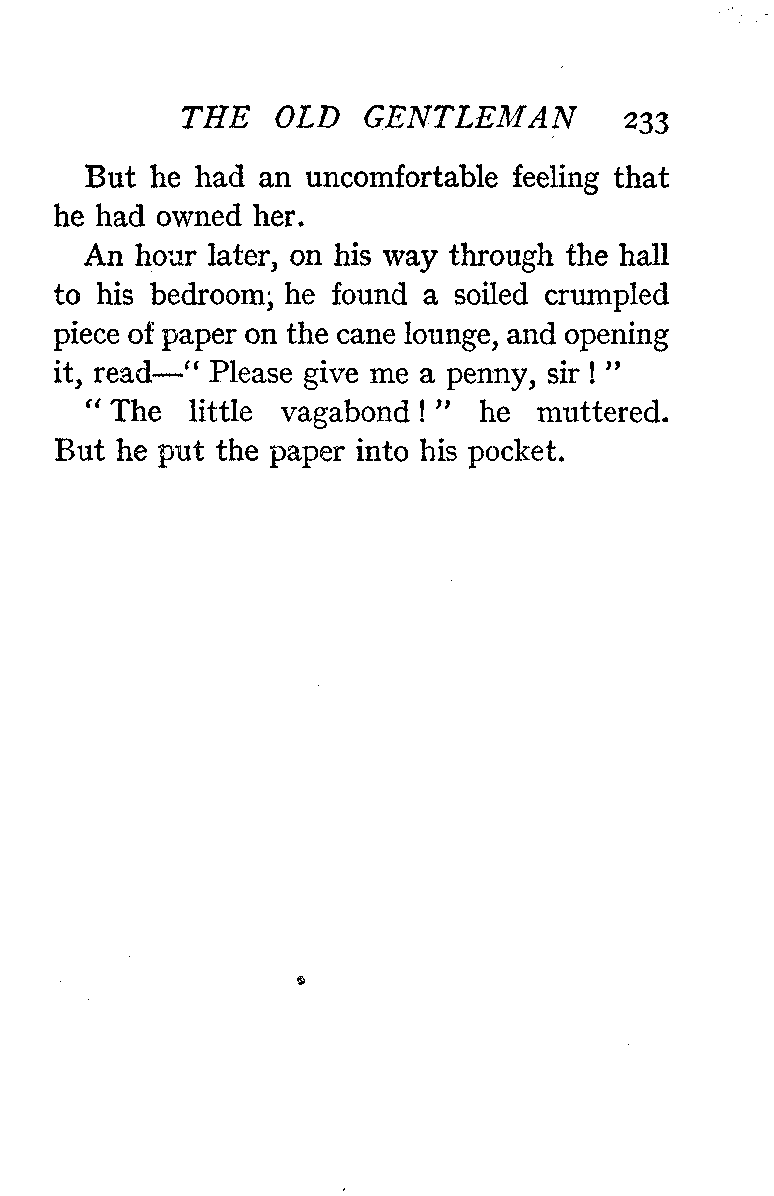 THE OLD GENTLEMAN 233
But he had an uncomfortable feeling that
he had owned her.
An hour later, on his way through the hall
to his bedroom, he found a soiled crumpled
piece of paper on the cane lounge, and opening
it, read—" Please give me a penny, sir ! "
" The little vagabond ! " he muttered.
But he put the paper into his pocket.